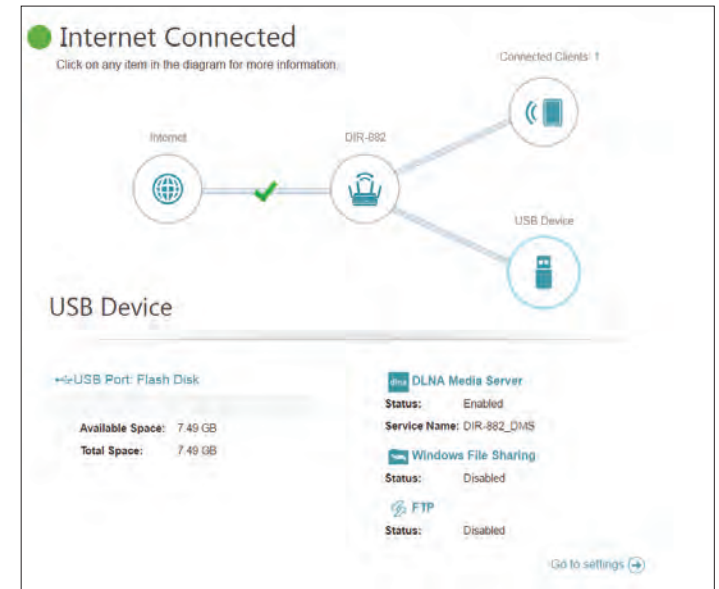 Internet Connected
Click on any item in the diagram for more information.
Connected Clients: 1
Internet
DIR-882
USB Device
USB Device
USB Port: Flash Disk
Available Space: 7.49 GB
Total Space: 7.49 GB
dlna DLNA Media Server
Status: Enabled
Service Name: DIR-882_DMS
Windows File Sharing
Status: Disabled
FTP
Status: Disabled
Go to settings